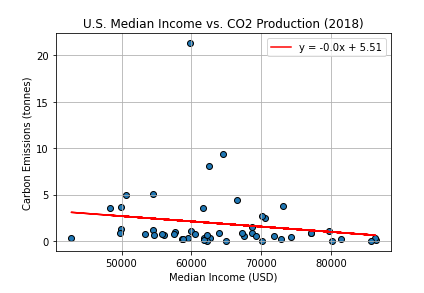 U.S. Median Income vs. CO2 Production (2018)
y = -0.0x + 5.51
Carbon Emissions (tonnes)
20
15
10
5
0
50000 60000 70000 80000
Median Income (USD)